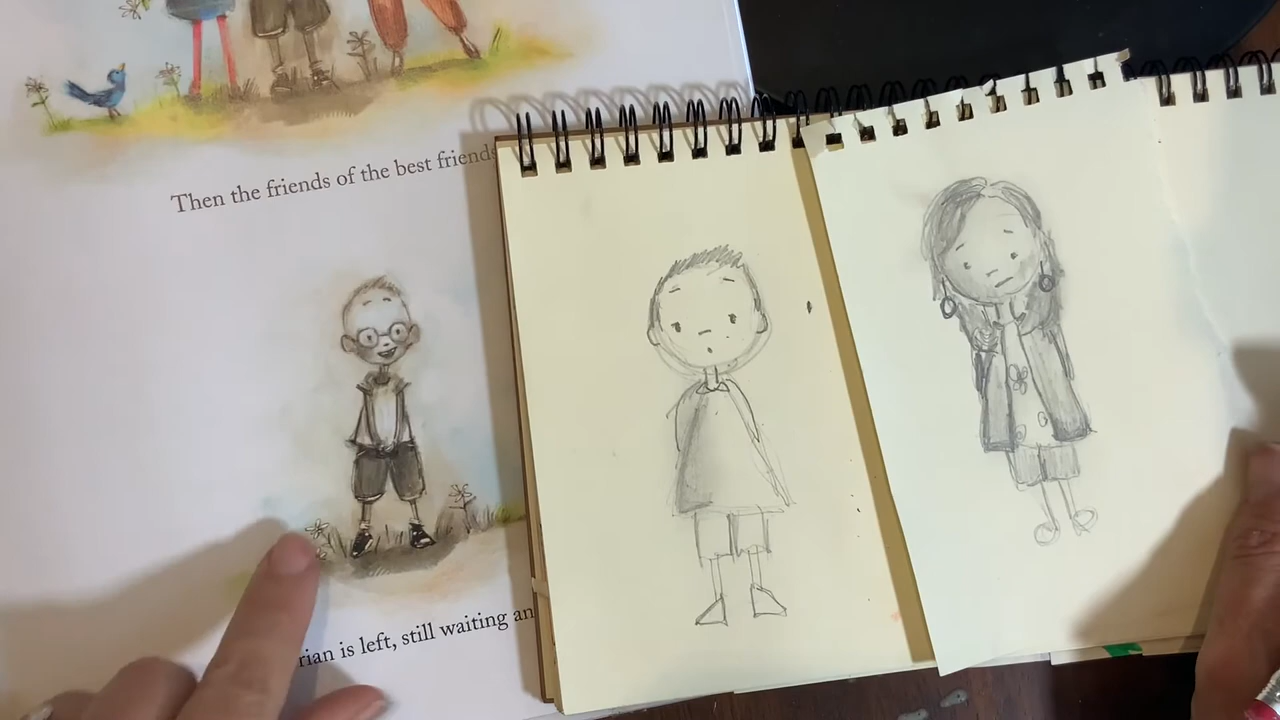 Then the friends of the best friends
rian is left, still waiting an